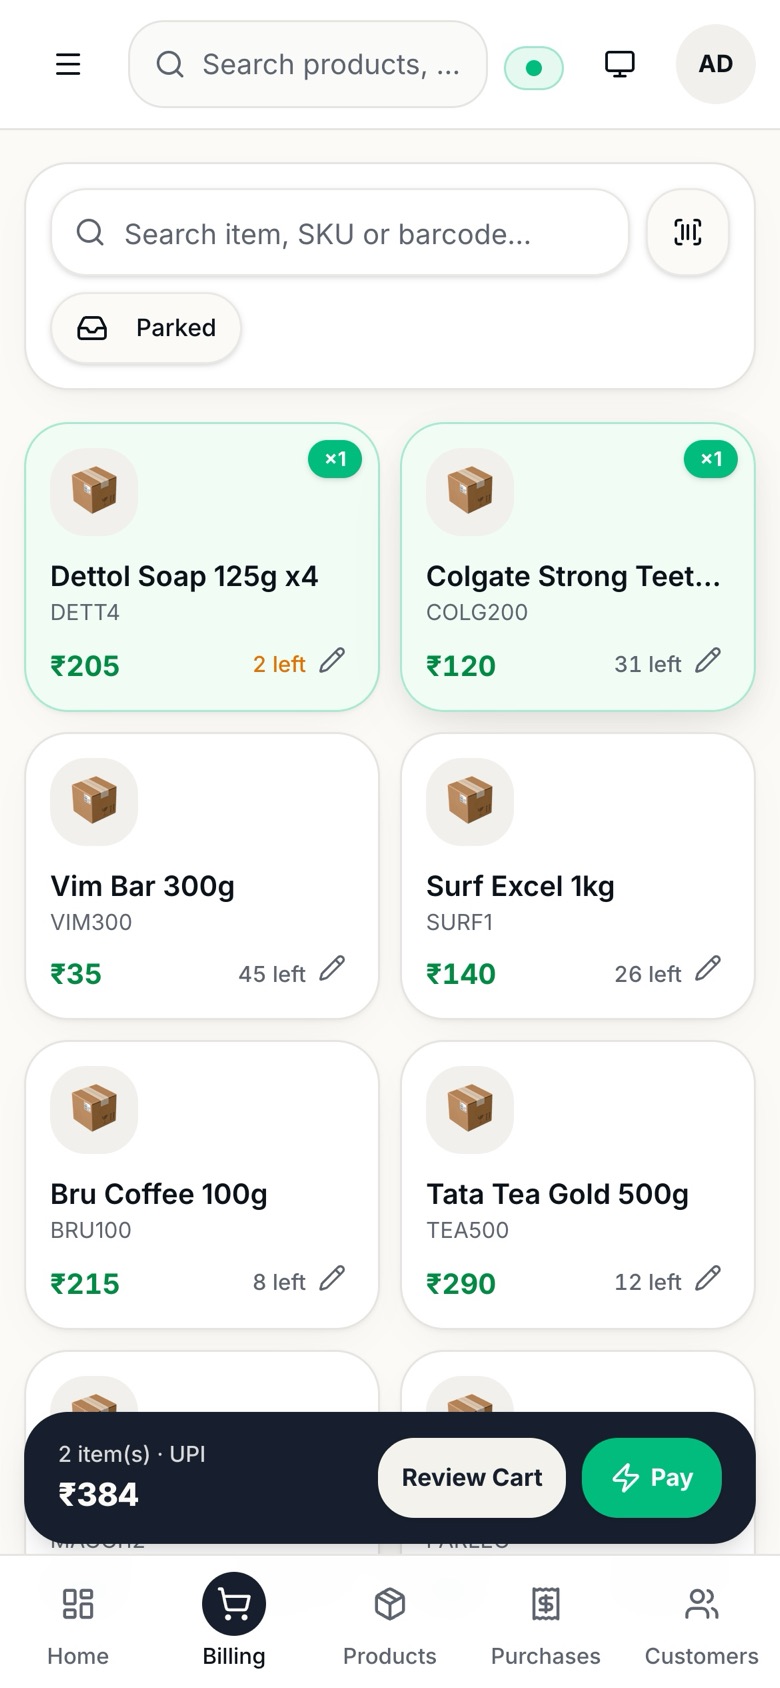 Search products, ...
AD
Search item, SKU or barcode...
Parked
×1
Dettol Soap 125g x4
DETT4
₹205
2 left
×1
Colgate Strong Teet...
COLG200
₹120
31 left
Vim Bar 300g
VIM300
₹35
45 left
Surf Excel 1kg
SURF1
₹140
26 left
Bru Coffee 100g
BRU100
₹215
8 left
Tata Tea Gold 500g
TEA500
₹290
12 left
2 item(s) · UPI
₹384
Review Cart
Pay
Home
Billing
Products
Purchases
Customers